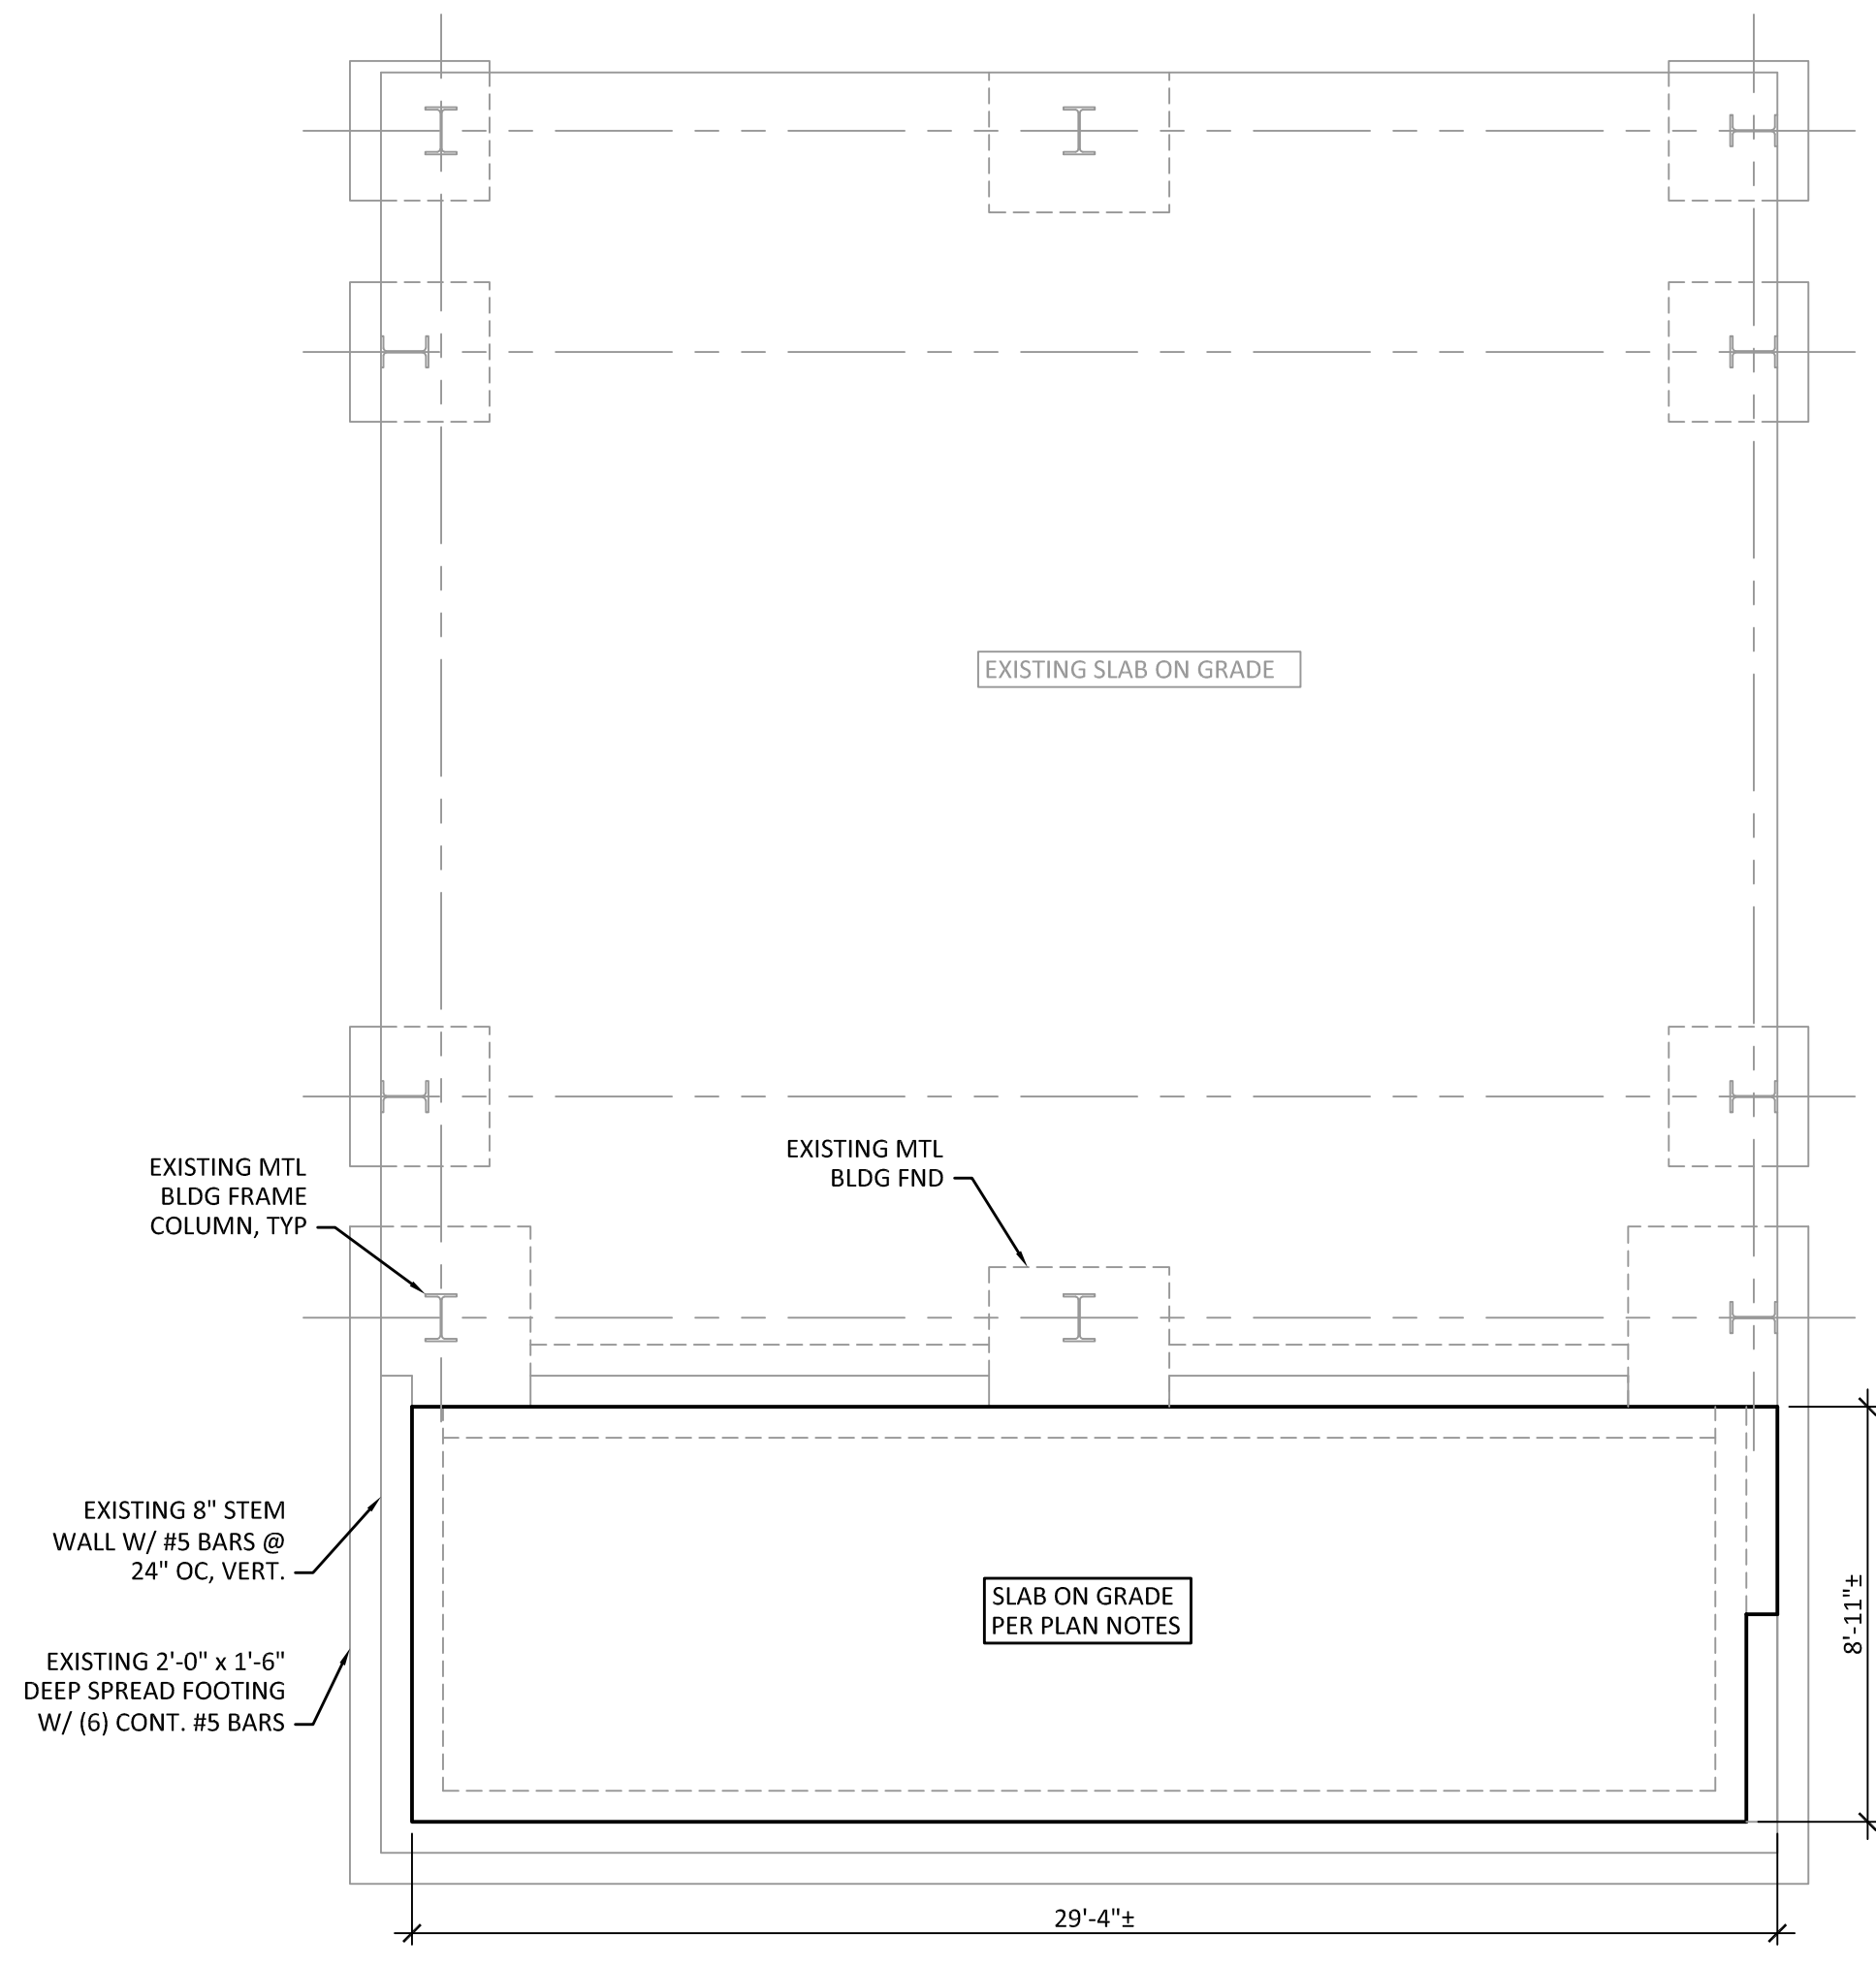 EXISTING SLAB ON GRADE
EXISTING MTL
BLDG FND
EXISTING MTL
BLDG FRAME
COLUMN, TYP
EXISTING 8" STEM
WALL W/ #5 BARS @
24" OC, VERT.
SLAB ON GRADE
PER PLAN NOTES
8'-11"±
EXISTING 2'-0" x 1'-6"
DEEP SPREAD FOOTING
W/ (6) CONT. #5 BARS
29'-4"±